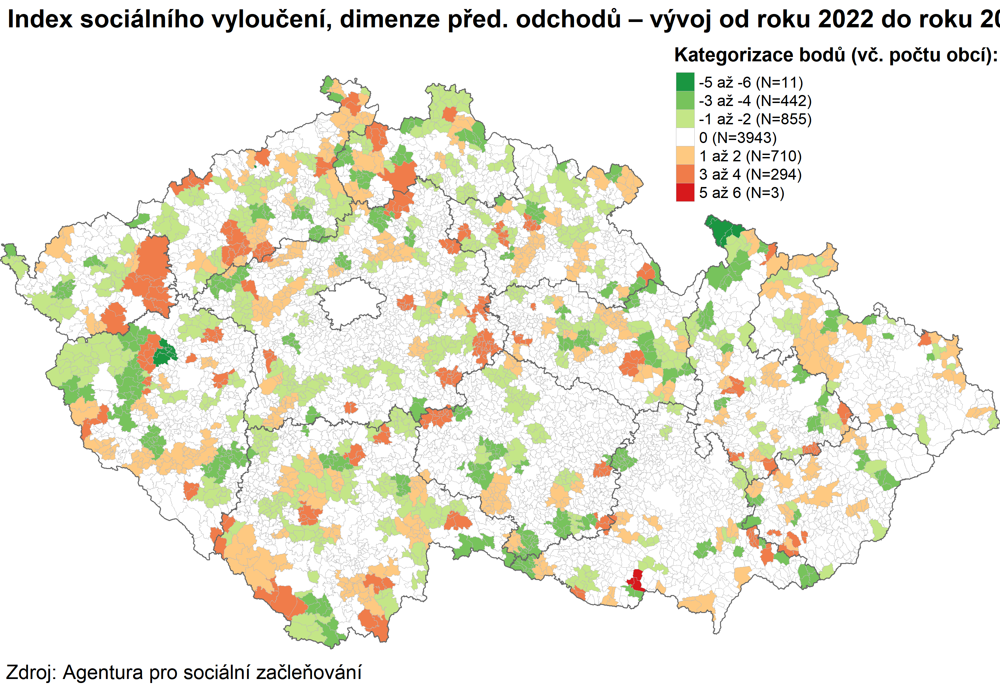 Index sociálního vyloučení, dimenze před. odchodů – vývoj od roku 2022 do roku
Kategorizace bodů (vč. počtu obcí):
-5 až -6 (N=11)
-3 až -4 (N=442)
-1 až -2 (N=855)
0 (N=3943)
1 až 2 (N=710)
3 až 4 (N=294)
5 až 6 (N=3)
Zdroj: Agentura pro sociální začleňování